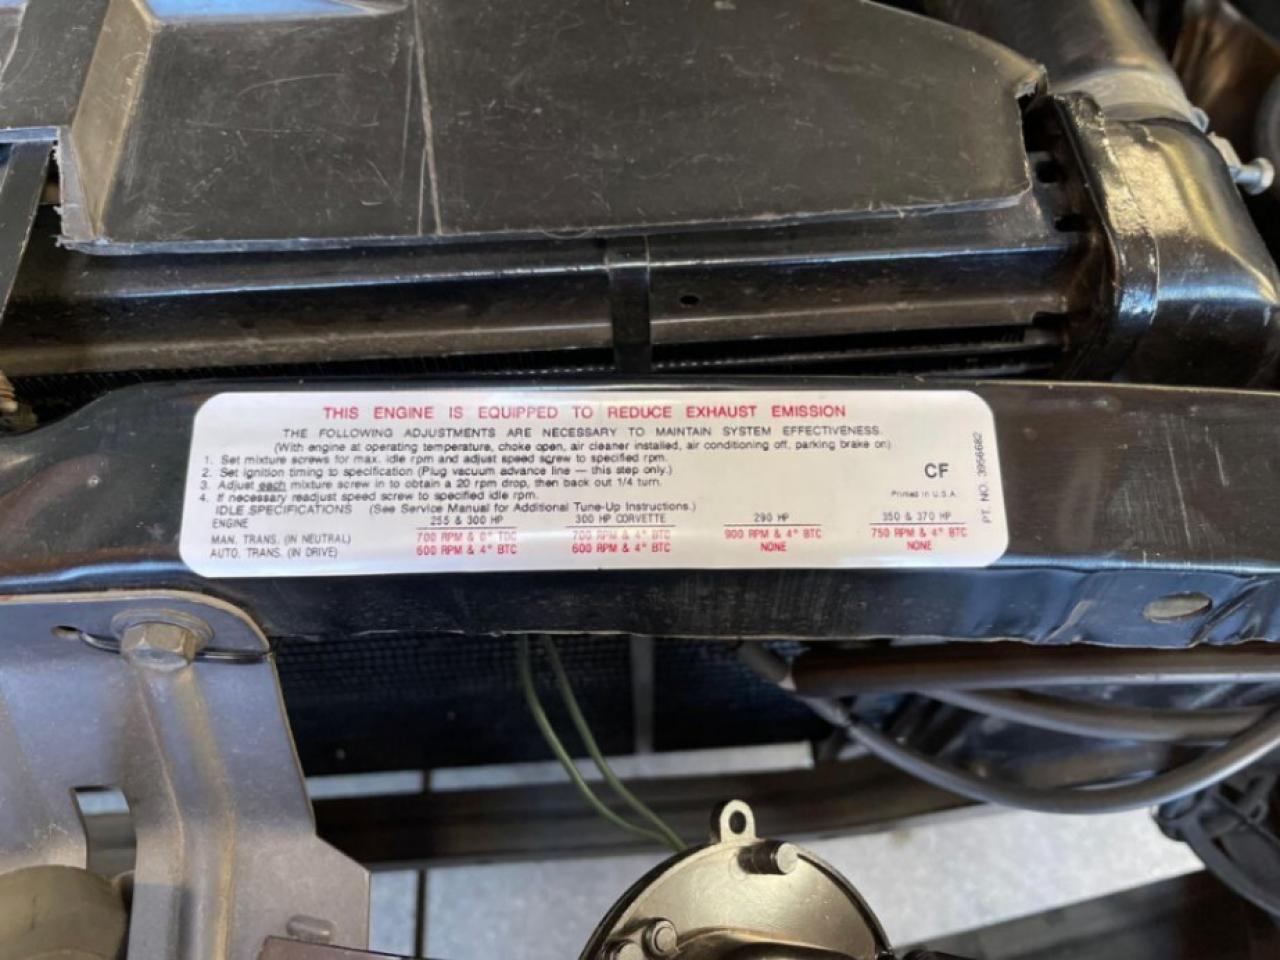 THIS ENGINE IS EQUIPPED TO REDUCE EXHAUST EMISSION
THE FOLLOWING ADJUSTMENTS ARE NECESSARY TO MAINTAIN SYSTEM EFFECTIVENESS.
(With engine at operating temperature, choke open, air cleaner installed, air conditioning off, parking brake on)
1. Set mixture screws for max. idle rpm and adjust speed screw to specified rpm.
2. Set ignition timing to specification (Plug vacuum advance line — this step only.)
3. Adjust each mixture screw in to obtain a 20 rpm drop, then back out 1/4 turn.
4. If necessary readjust speed screw to specified idle rpm.
IDLE SPECIFICATIONS (See Service Manual for Additional Tune-Up Instructions.)
CF
Printed in U.S.A.
PT. NO. 3956682
ENGINE 255 & 300 HP 300 HP CORVETTE 290 HP 350 & 370 HP
MAN. TRANS. (IN NEUTRAL) 700 RPM & 0° TDC 700 RPM & 4° BTC 900 RPM & 4° BTC 750 RPM & 4° BTC
AUTO. TRANS. (IN DRIVE) 600 RPM & 4° BTC 600 RPM & 4° BTC NONE NONE